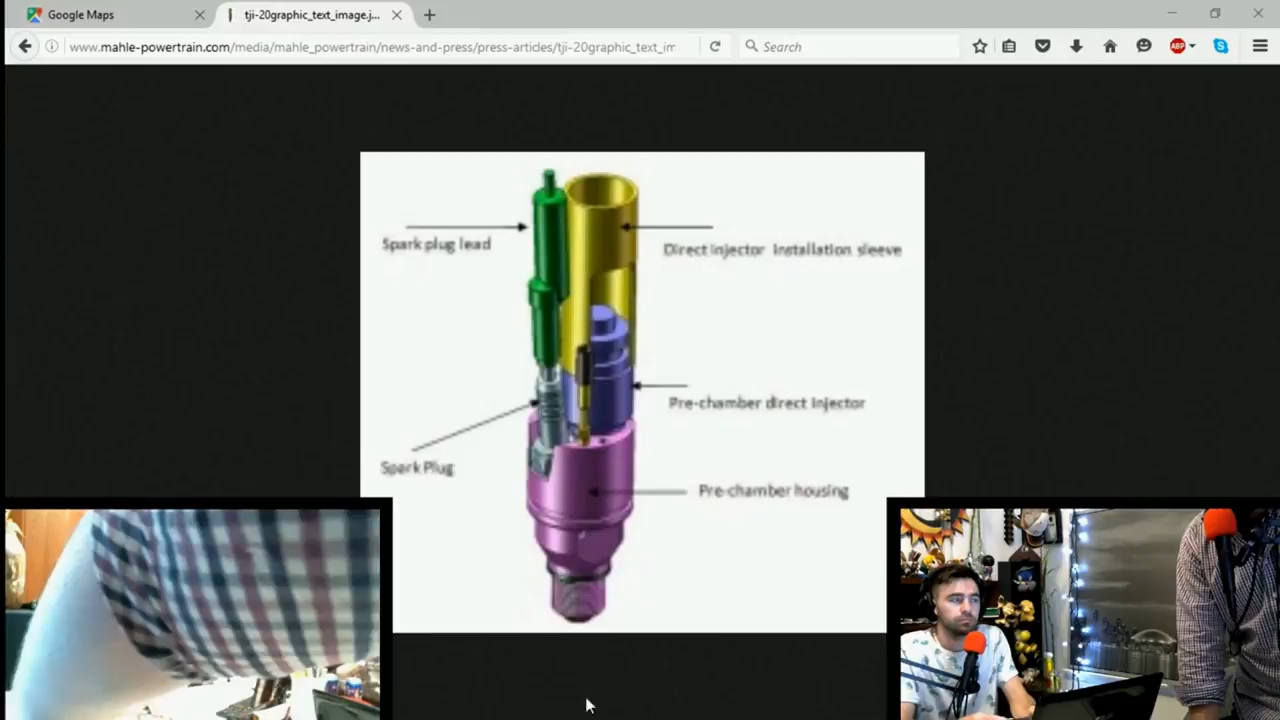 Google Maps
tji-20graphic_text_image.j...
www.mahle-powertrain.com/media/mahle_powertrain/news-and-press/press-articles/tji-20graphic_text_im
Search
ABP
Spark plug lead
Direct injector installation sleeve
Pre-chamber direct injector
Spark Plug
Pre-chamber housing